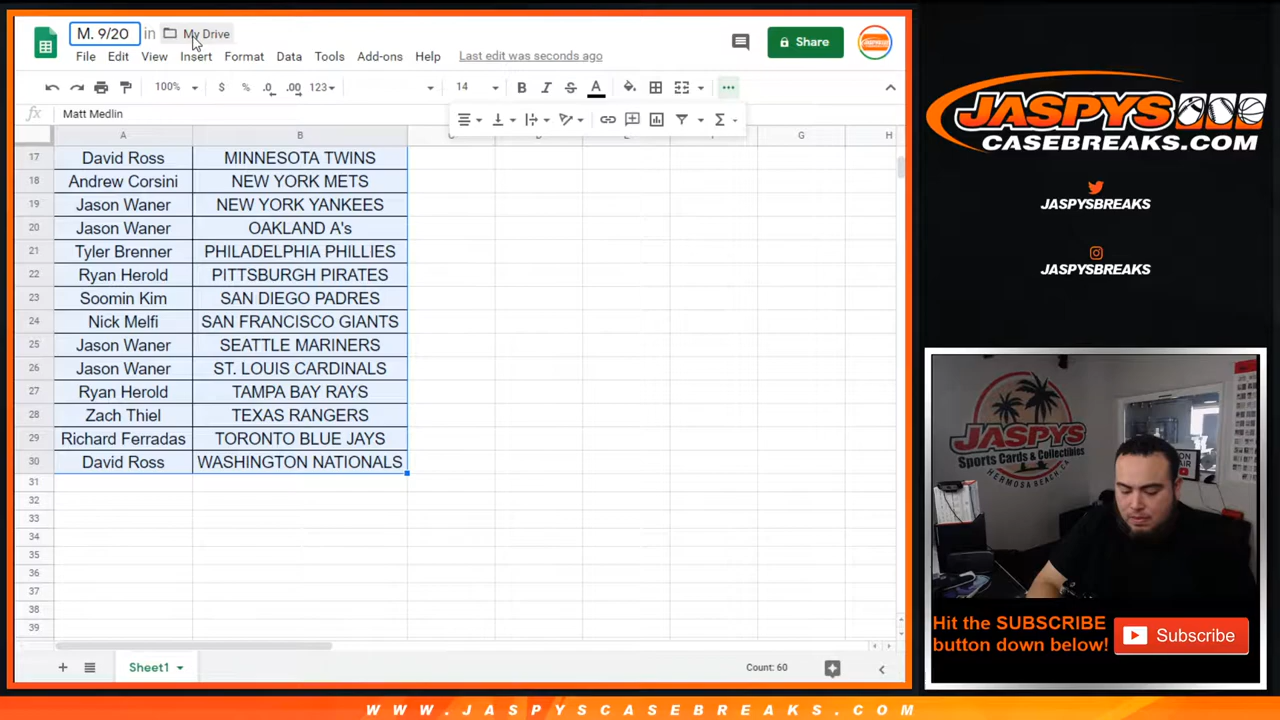 M. 9/20 in My Drive
File Edit View Insert Format Data Tools Add-ons Help Last edit was seconds ago
Share
100% $ % .0 .00 123 14 B I S A
fx Matt Medlin
A B C D E F G H
17 David Ross MINNESOTA TWINS
18 Andrew Corsini NEW YORK METS
19 Jason Waner NEW YORK YANKEES
20 Jason Waner OAKLAND A's
21 Tyler Brenner PHILADELPHIA PHILLIES
22 Ryan Herold PITTSBURGH PIRATES
23 Soomin Kim SAN DIEGO PADRES
24 Nick Melfi SAN FRANCISCO GIANTS
25 Jason Waner SEATTLE MARINERS
26 Jason Waner ST. LOUIS CARDINALS
27 Ryan Herold TAMPA BAY RAYS
28 Zach Thiel TEXAS RANGERS
29 Richard Ferradas TORONTO BLUE JAYS
30 David Ross WASHINGTON NATIONALS
31
32
33
34
35
36
37
38
39
Sheet1 Count: 60
JASPYS
CASEBREAKS.COM
JASPYSBREAKS
JASPYSBREAKS
JASPYS
Sports Cards & Collectibles
HERMOSA BEACH, CA
ON AIR
Hit the SUBSCRIBE
button down below!
Subscribe
WWW.JASPYSCASEBREAKS.COM